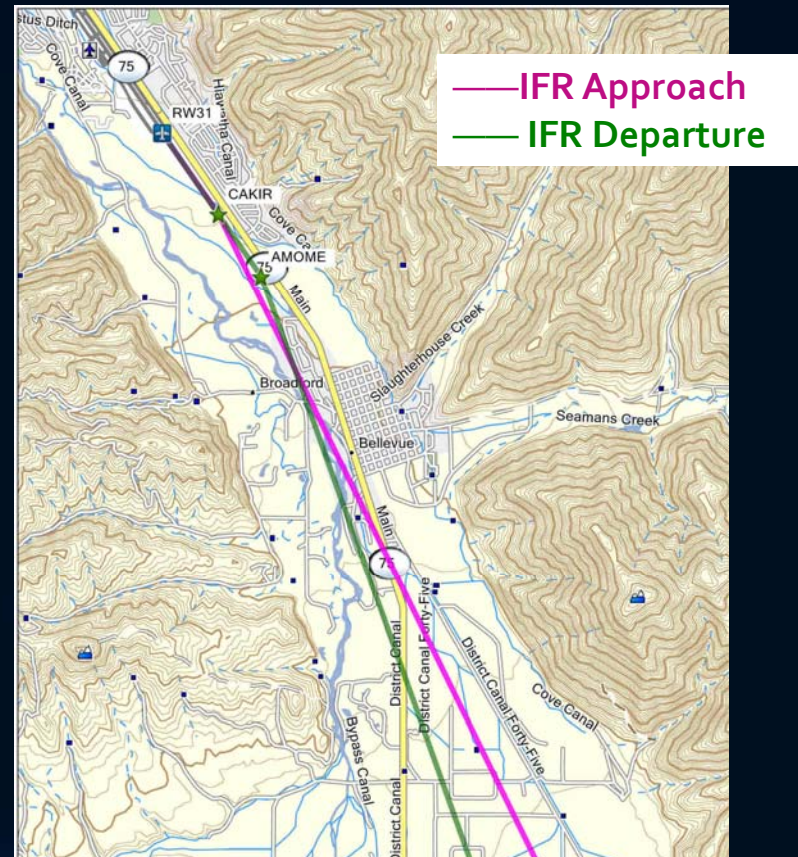 stus Ditch
Cove Canal
75
——IFR Approach
—— IFR Departure
RW31
Hiawatha Canal
CAKIR
Cove Ca
75
AMOME
Main
Slaughterhouse Creek
Broadford
Seamans Creek
Bellevue
Main
75
District Canal
District Canal Forty-Five
District Canal Forty-Five
Cove Canal
Bypass Canal
District Canal